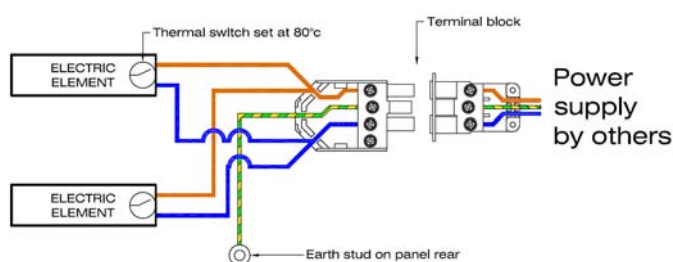 Terminal block
Thermal switch set at 80°c
ELECTRIC
ELEMENT
Power
supply
by others
ELECTRIC
ELEMENT
Earth stud on panel rear